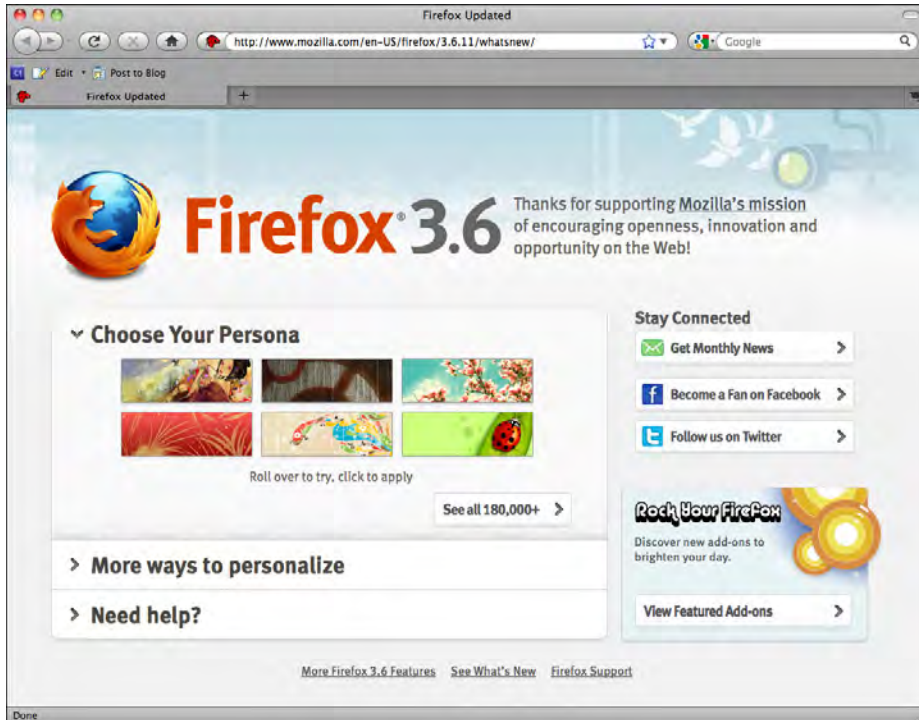 Firefox Updated
http://www.mozilla.com/en-US/firefox/3.6.11/whatsnew/
Google
Edit
Post to Blog
Firefox Updated
+
Firefox® 3.6
Thanks for supporting Mozilla's mission
of encouraging openness, innovation and
opportunity on the Web!
Choose Your Persona
Roll over to try, click to apply
See all 180,000+
More ways to personalize
Need help?
Stay Connected
Get Monthly News
Become a Fan on Facebook
Follow us on Twitter
Rock Your Firefox
Discover new add-ons to
brighten your day.
View Featured Add-ons
More Firefox 3.6 Features See What's New Firefox Support
Done